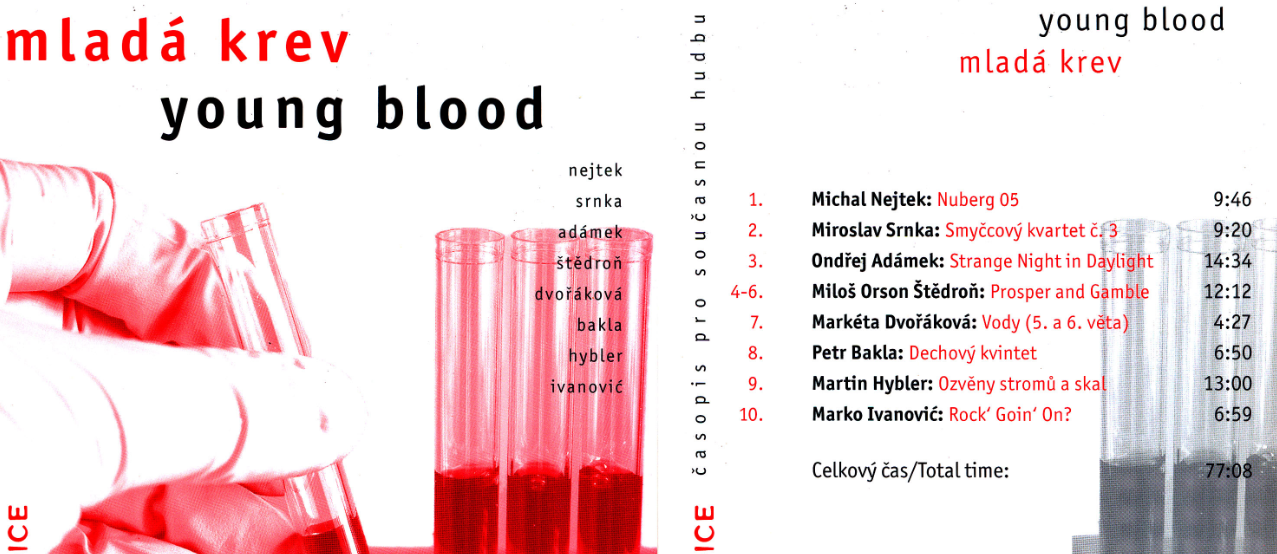 mladá krev
young blood
nejtek
srnka
adámek
štědroň
dvořáková
bakla
hybler
ivanović
ICE
časopis pro současnou hudbu
ICE
young blood
mladá krev
1. Michal Nejtek: Nuberg 05 9:46
2. Miroslav Srnka: Smyčcový kvartet č. 3 9:20
3. Ondřej Adámek: Strange Night in Daylight 14:34
4-6. Miloš Orson Štědroň: Prosper and Gamble 12:12
7. Markéta Dvořáková: Vody (5. a 6. věta) 4:27
8. Petr Bakla: Dechový kvintet 6:50
9. Martin Hybler: Ozvěny stromů a skal 13:00
10. Marko Ivanović: Rock‘ Goin‘ On? 6:59
Celkový čas/Total time: 77:08